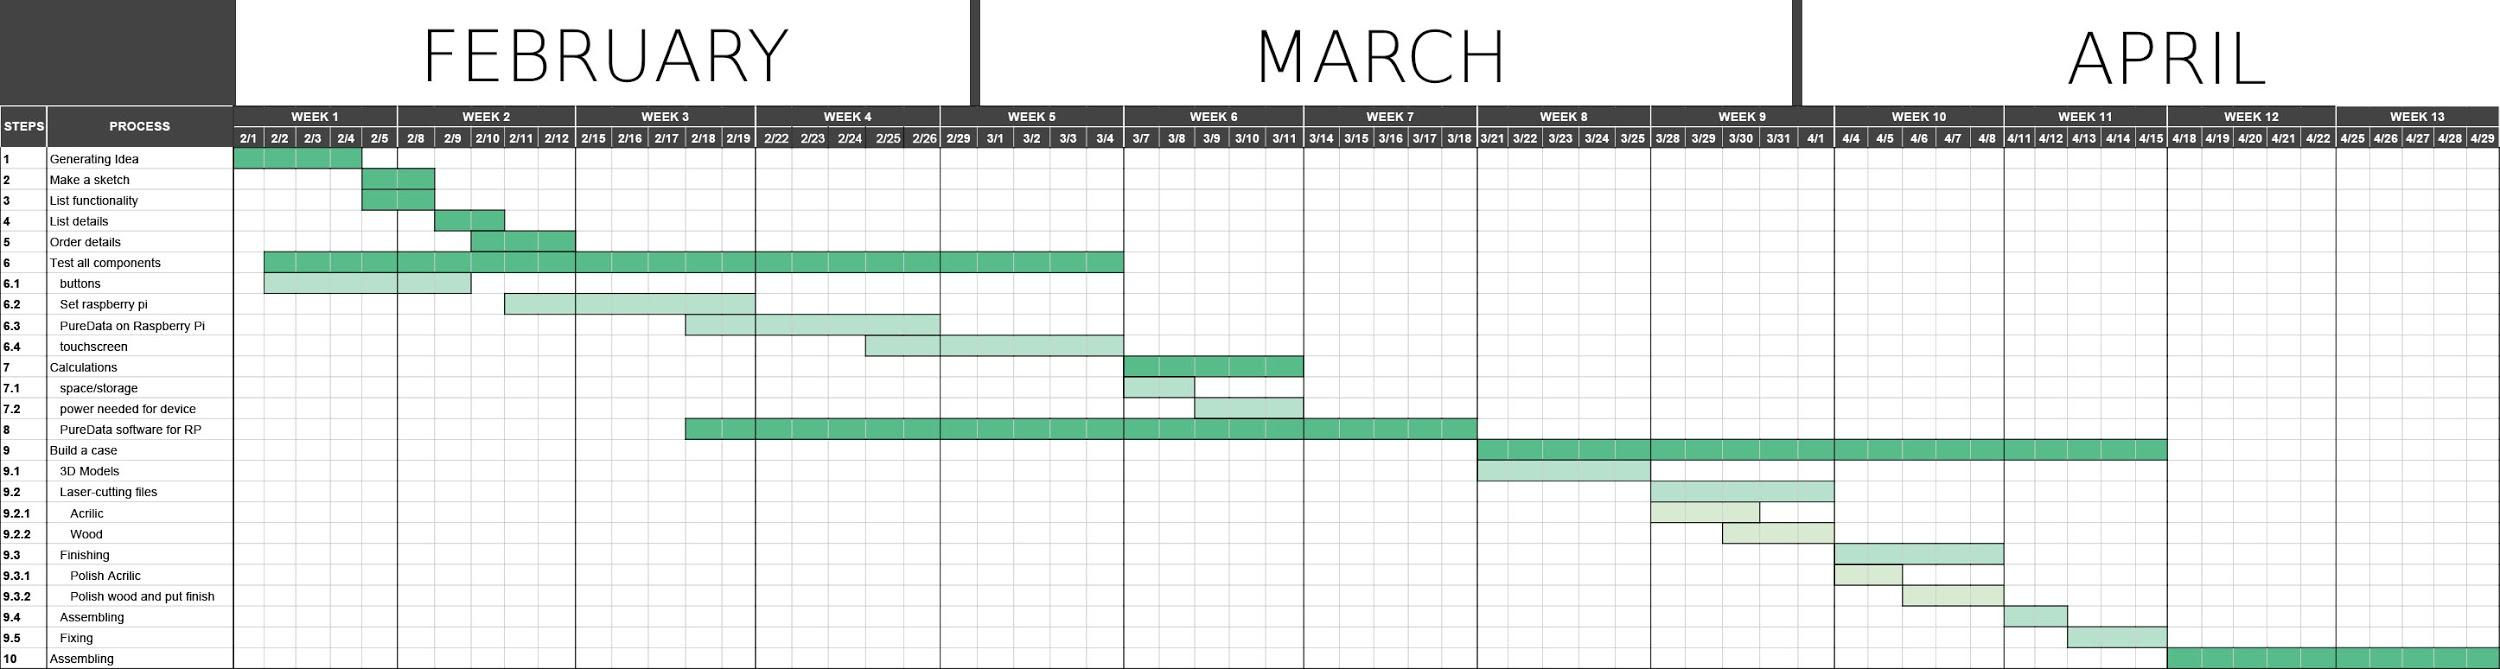 FEBRUARY MARCH APRIL
STEPS PROCESS WEEK 1 WEEK 2 WEEK 3 WEEK 4 WEEK 5 WEEK 6 WEEK 7 WEEK 8 WEEK 9 WEEK 10 WEEK 11 WEEK 12 WEEK 13
2/1 2/2 2/3 2/4 2/5 2/8 2/9 2/10 2/11 2/12 2/15 2/16 2/17 2/18 2/19 2/22 2/23 2/24 2/25 2/26 2/29 3/1 3/2 3/3 3/4 3/7 3/8 3/9 3/10 3/11 3/14 3/15 3/16 3/17 3/18 3/21 3/22 3/23 3/24 3/25 3/28 3/29 3/30 3/31 4/1 4/4 4/5 4/6 4/7 4/8 4/11 4/12 4/13 4/14 4/15 4/18 4/19 4/20 4/21 4/22 4/25 4/26 4/27 4/28 4/29
1 Generating Idea
2 Make a sketch
3 List functionality
4 List details
5 Order details
6 Test all components
6.1 buttons
6.2 Set raspberry pi
6.3 PureData on Raspberry Pi
6.4 touchscreen
7 Calculations
7.1 space/storage
7.2 power needed for device
8 PureData software for RP
9 Build a case
9.1 3D Models
9.2 Laser-cutting files
9.2.1 Acrilic
9.2.2 Wood
9.3 Finishing
9.3.1 Polish Acrilic
9.3.2 Polish wood and put finish
9.4 Assembling
9.5 Fixing
10 Assembling